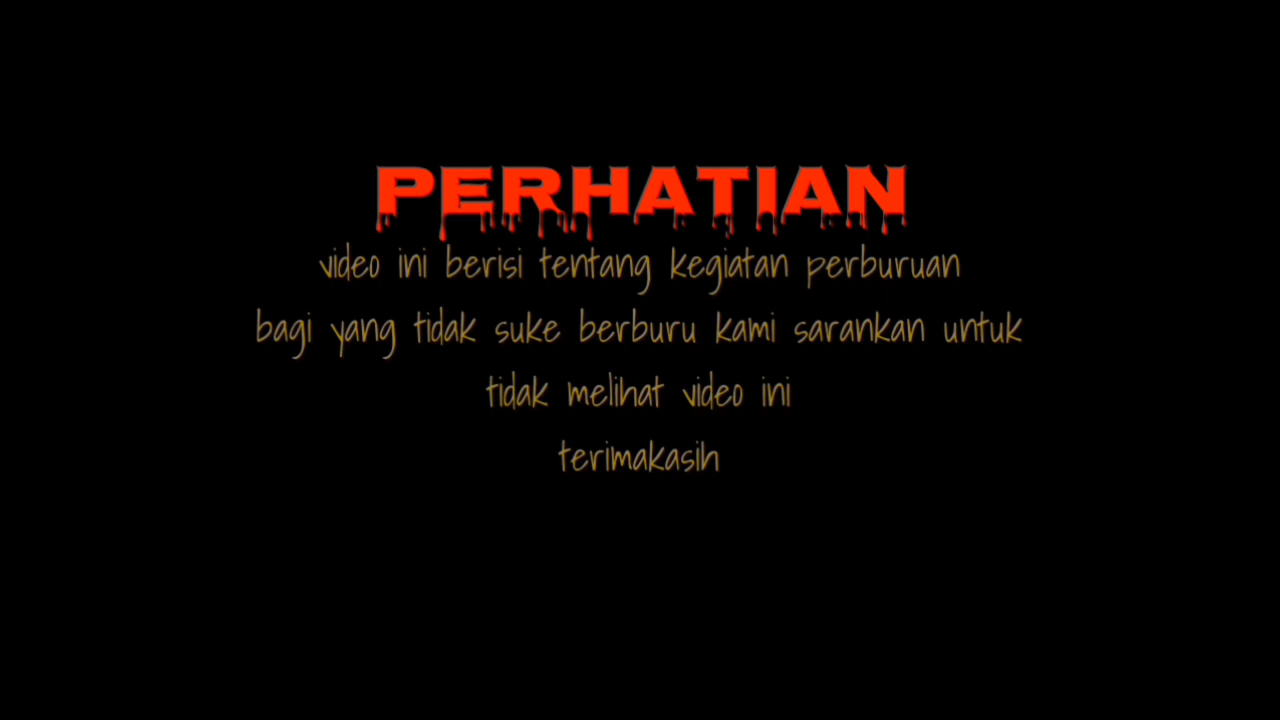 PERHATIAN
video ini berisi tentang kegiatan perburuan
bagi yang tidak suke berburu kami sarankan untuk
tidak melihat video ini
terimakasih